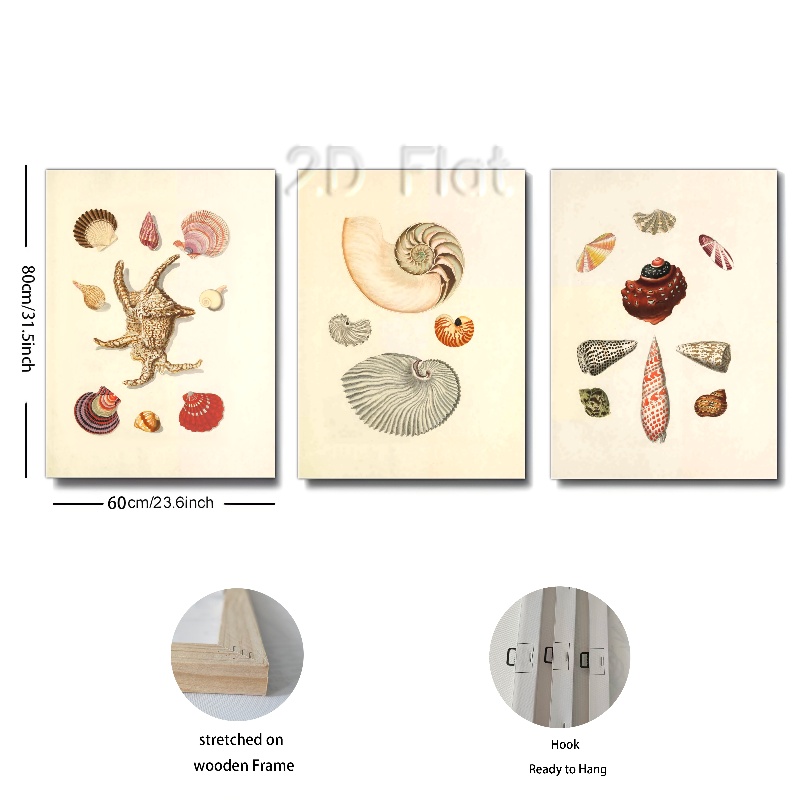 2D Flat
80cm/31.5inch
60cm/23.6inch
stretched on
wooden Frame
Hook
Ready to Hang